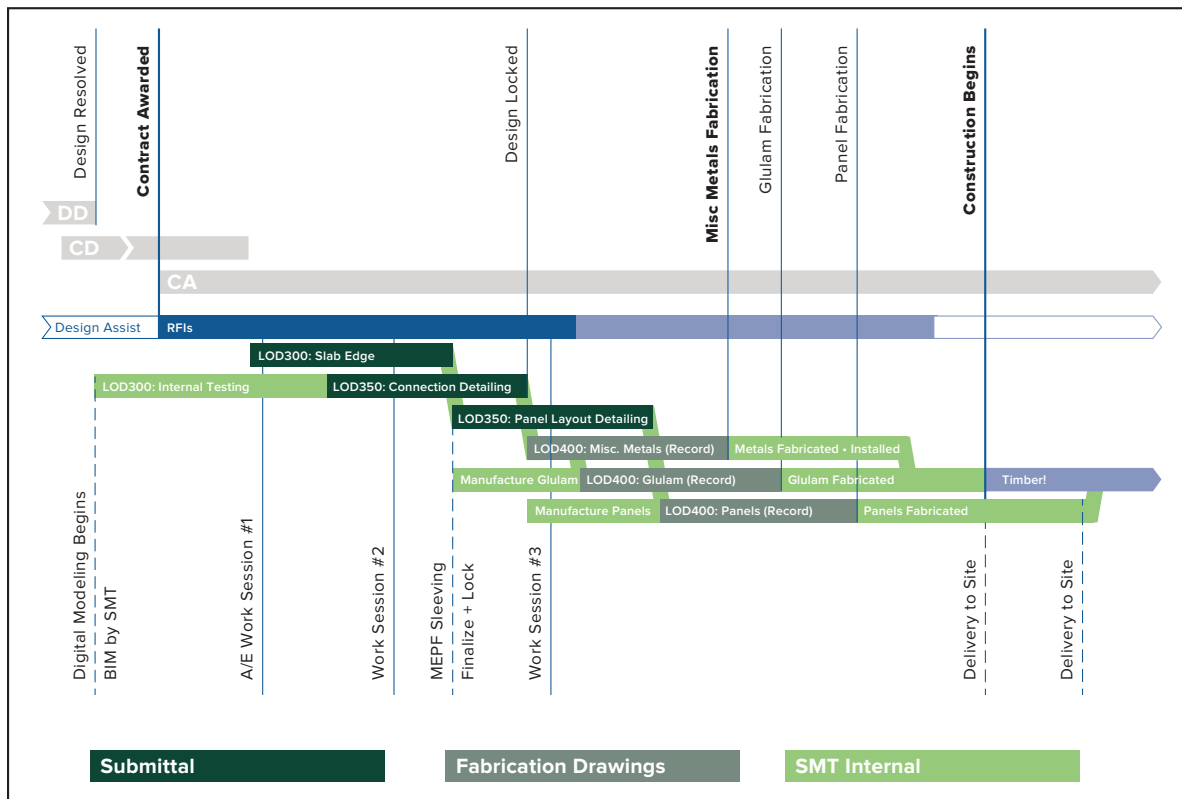 Design Resolved
Contract Awarded
Design Locked
Misc Metals Fabrication
Glulam Fabrication
Panel Fabrication
Construction Begins
DD
CD
CA
Design Assist
RFIs
LOD300: Slab Edge
LOD300: Internal Testing
LOD350: Connection Detailing
LOD350: Panel Layout Detailing
LOD400: Misc. Metals (Record)
Metals Fabricated • Installed
Manufacture Glulam
LOD400: Glulam (Record)
Glulam Fabricated
Timber!
Manufacture Panels
LOD400: Panels (Record)
Panels Fabricated
Digital Modeling Begins
BIM by SMT
A/E Work Session #1
Work Session #2
MEPF Sleeving
Finalize + Lock
Work Session #3
Delivery to Site
Delivery to Site
Submittal
Fabrication Drawings
SMT Internal